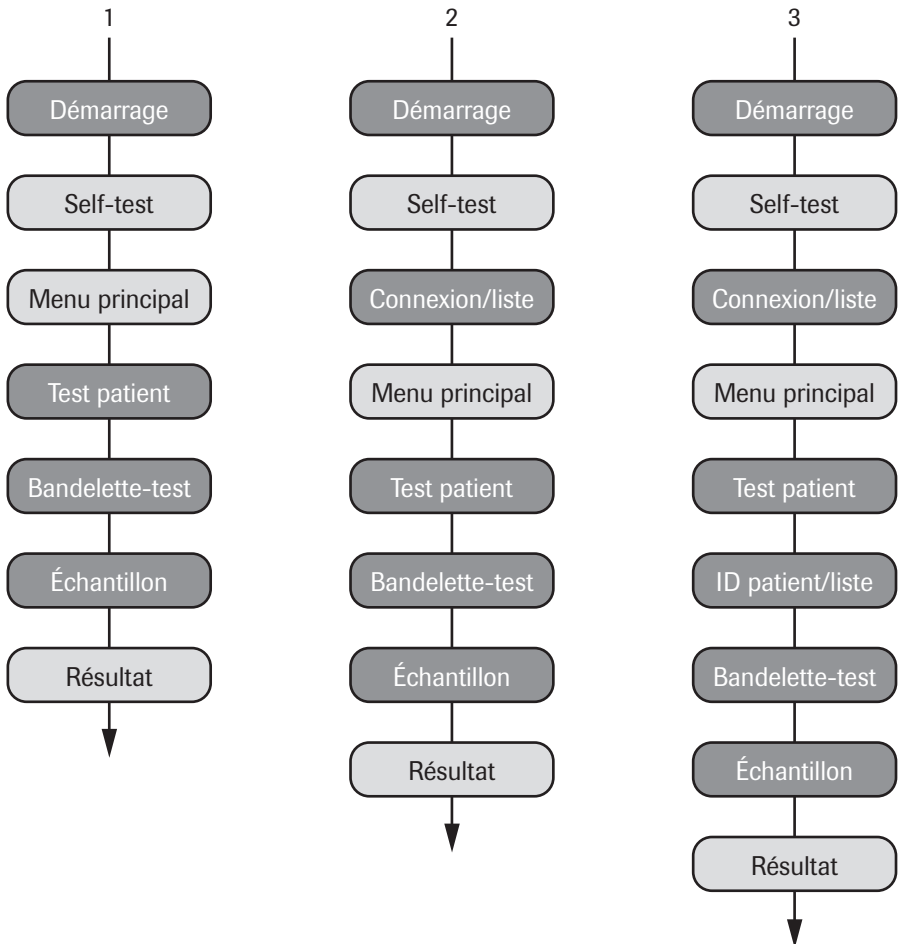 1
Démarrage
Self-test
Menu principal
Test patient
Bandelette-test
Échantillon
Résultat
2
Démarrage
Self-test
Connexion/liste
Menu principal
Test patient
Bandelette-test
Échantillon
Résultat
3
Démarrage
Self-test
Connexion/liste
Menu principal
Test patient
ID patient/liste
Bandelette-test
Échantillon
Résultat